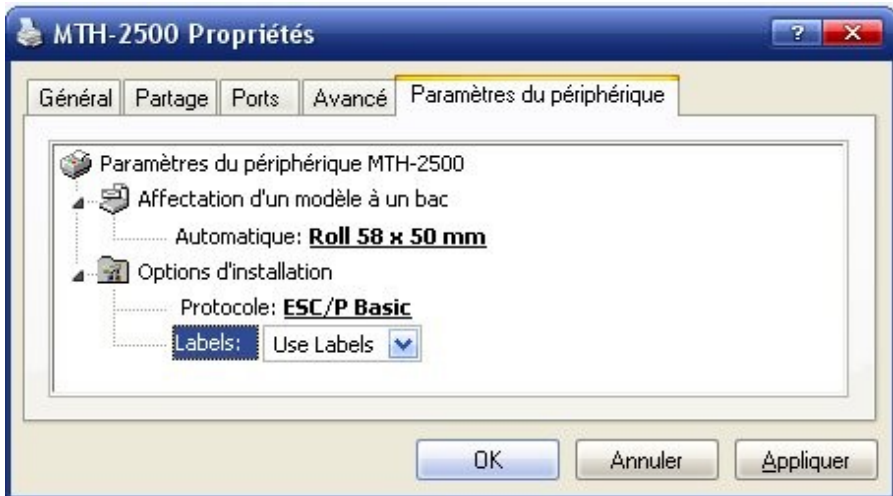 MTH-2500 Propriétés
Général Partage Ports Avancé Paramètres du périphérique
Paramètres du périphérique MTH-2500
Affectation d'un modèle à un bac
Automatique: Roll 58 x 50 mm
Options d'installation
Protocole: ESC/P Basic
Labels: Use Labels
OK Annuler Appliquer